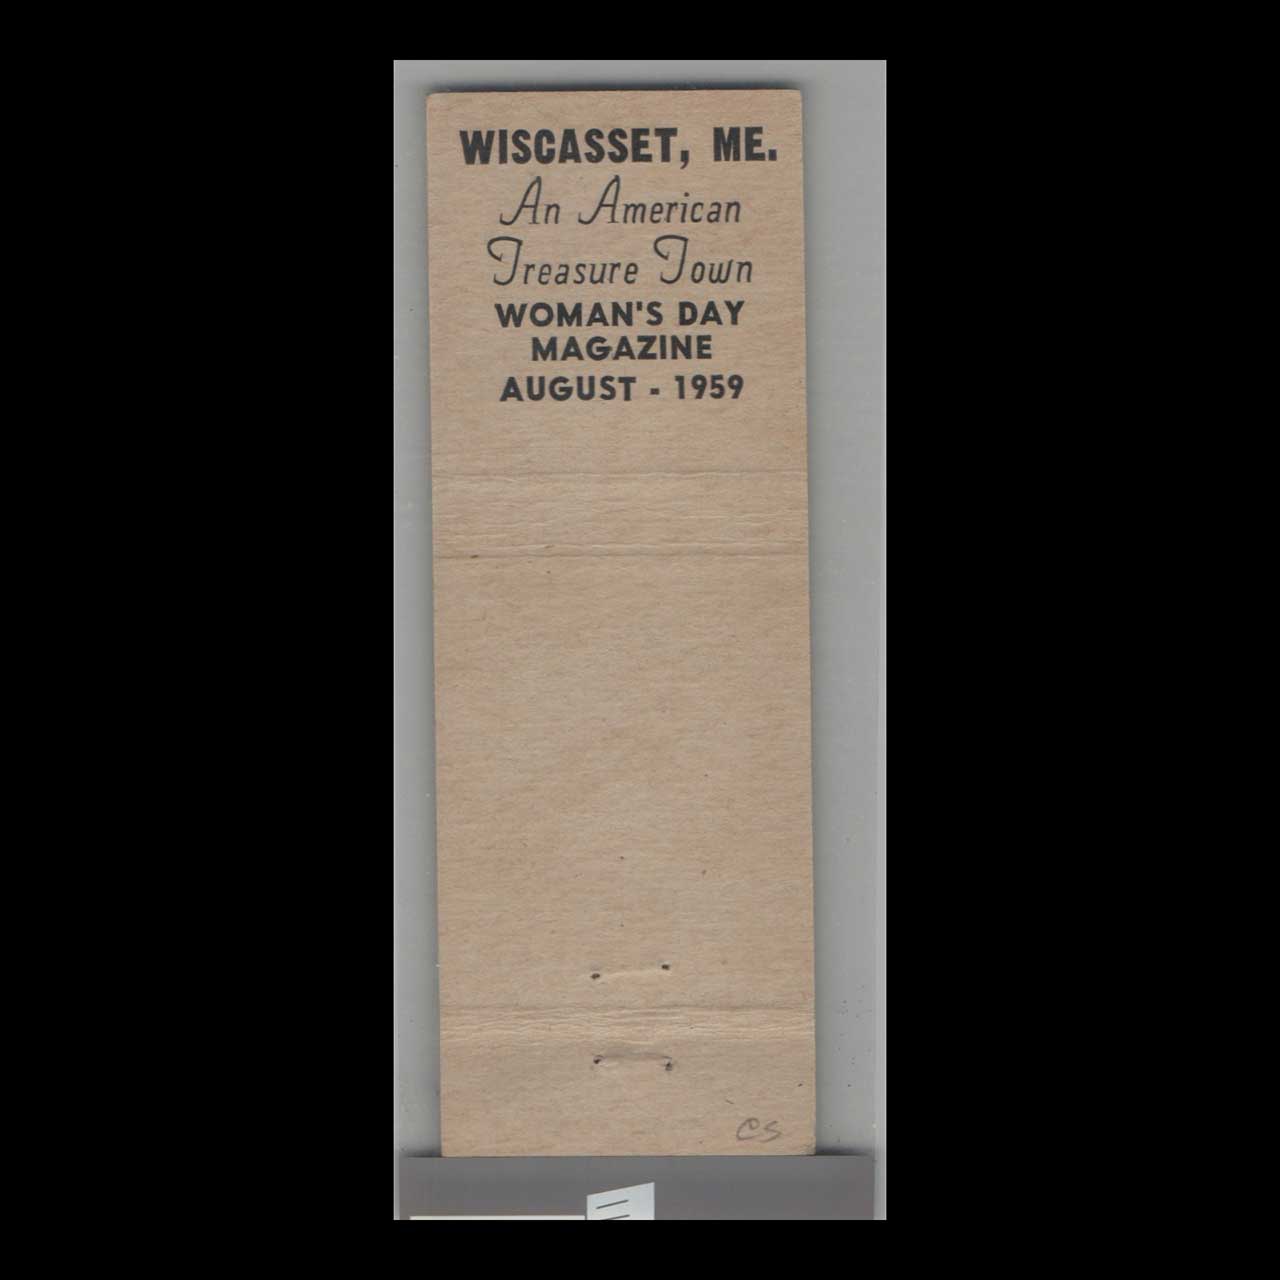 WISCASSET, ME.
An American
Treasure Town
WOMAN'S DAY
MAGAZINE
AUGUST - 1959
CS